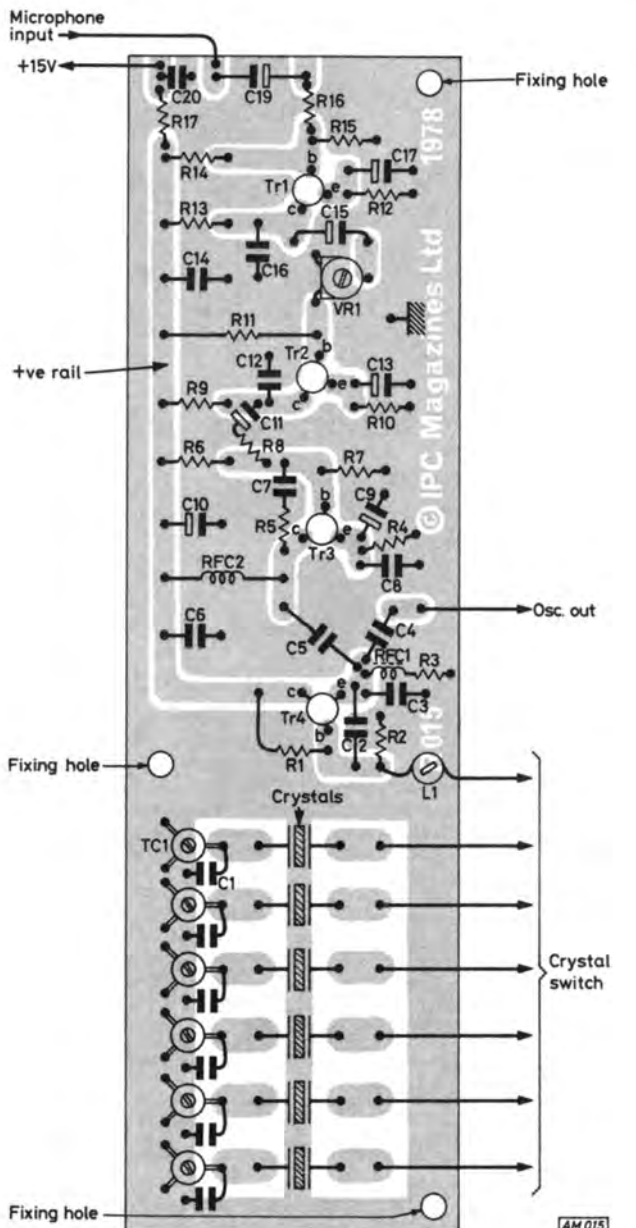 Microphone
input
+15V
C20
C19
Fixing hole
R17
R16
R15
R14
b
C17
Tr1
e
c
R12
R13
C15
C16
C14
VR1
© IPC Magazines Ltd 1978
R11
+ve rail
C12
Tr2
b
e
c
C13
R9
R10
C11
R8
R6
R7
C7
b
C9
C10
R5
c
e
R4
Tr3
RFC2
C8
Osc. out
C6
C5
C4
RFC1
R3
c
e
C3
Tr4
b
C2
R2
015
R1
L1
Fixing hole
Crystals
TC1
C1
Crystal
switch
Fixing hole
AM015